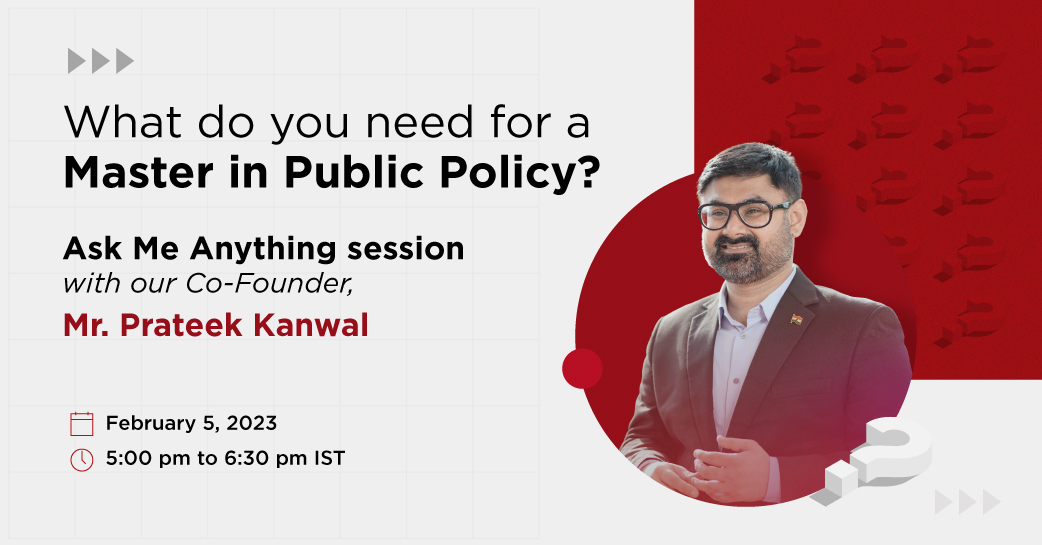 What do you need for a
Master in Public Policy?
Ask Me Anything session
with our Co-Founder,
Mr. Prateek Kanwal
February 5, 2023
5:00 pm to 6:30 pm IST